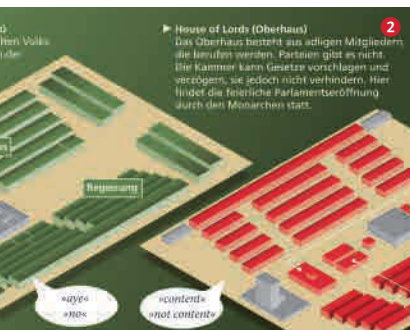 hen Volks
▶ House of Lords (Oberhaus)
Das Oberhaus besteht aus adligen Mitgliedern
die berufen werden. Parteien gibt es nicht.
Die Kammer kann Gesetze vorschlagen und
verzögern, sie jedoch nicht verhindern. Hier
findet die feierliche Parlamentseröffnung
durch den Monarchen statt.
2
Regierung
»aye«
»no«
»content«
»not content«